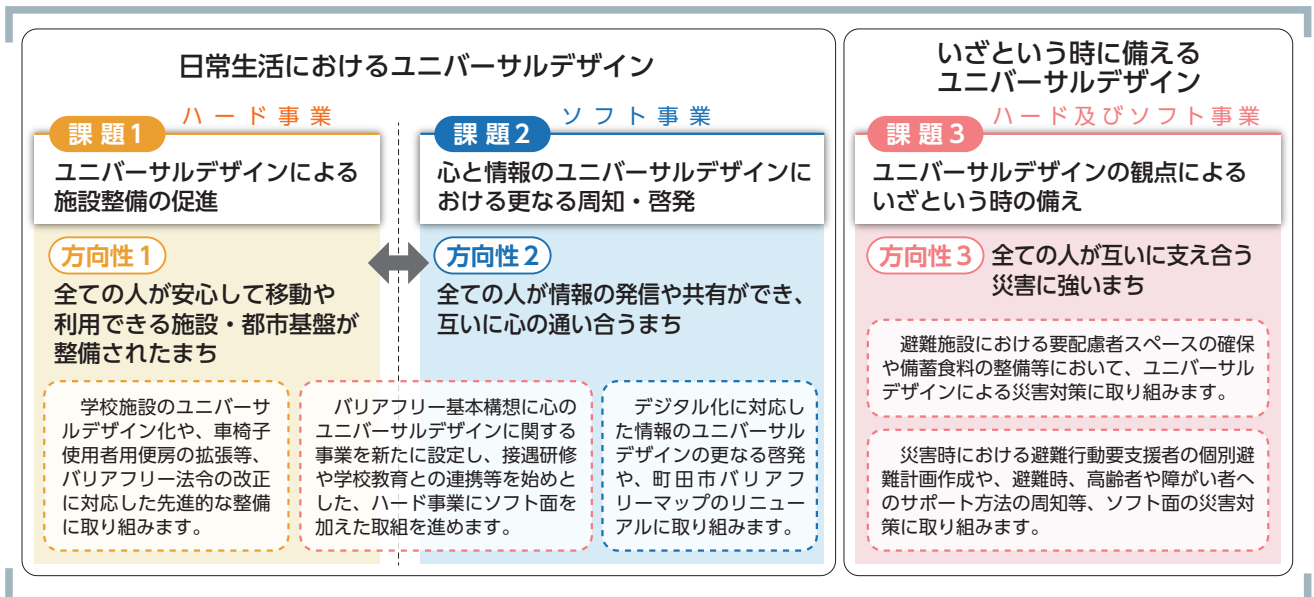 日常生活におけるユニバーサルデザイン
ハード事業
課題1
ユニバーサルデザインによる
施設整備の促進
方向性1
全ての人が安心して移動や
利用できる施設・都市基盤が
整備されたまち
ソフト事業
課題2
心と情報のユニバーサルデザインに
おける更なる周知・啓発
方向性2
全ての人が情報の発信や共有ができ、
互いに心の通い合うまち
学校施設のユニバーサ
ルデザイン化や、車椅子
使用者用便房の拡張等、
バリアフリー法令の改正
に対応した先進的な整備
に取り組みます。
バリアフリー基本構想に心の
ユニバーサルデザインに関する
事業を新たに設定し、接遇研修
や学校教育との連携等を始めと
した、ハード事業にソフト面を
加えた取組を進めます。
デジタル化に対応し
た情報のユニバーサル
デザインの更なる啓発
や、町田市バリアフ
リーマップのリニュー
アルに取り組みます。
いざという時に備える
ユニバーサルデザイン
ハード及びソフト事業
課題3
ユニバーサルデザインの観点による
いざという時の備え
方向性3
全ての人が互いに支え合う
災害に強いまち
避難施設における要配慮者スペースの確保
や備蓄食料の整備等において、ユニバーサル
デザインによる災害対策に取り組みます。
災害時における避難行動要支援者の個別避
難計画作成や、避難時、高齢者や障がい者へ
のサポート方法の周知等、ソフト面の災害対
策に取り組みます。